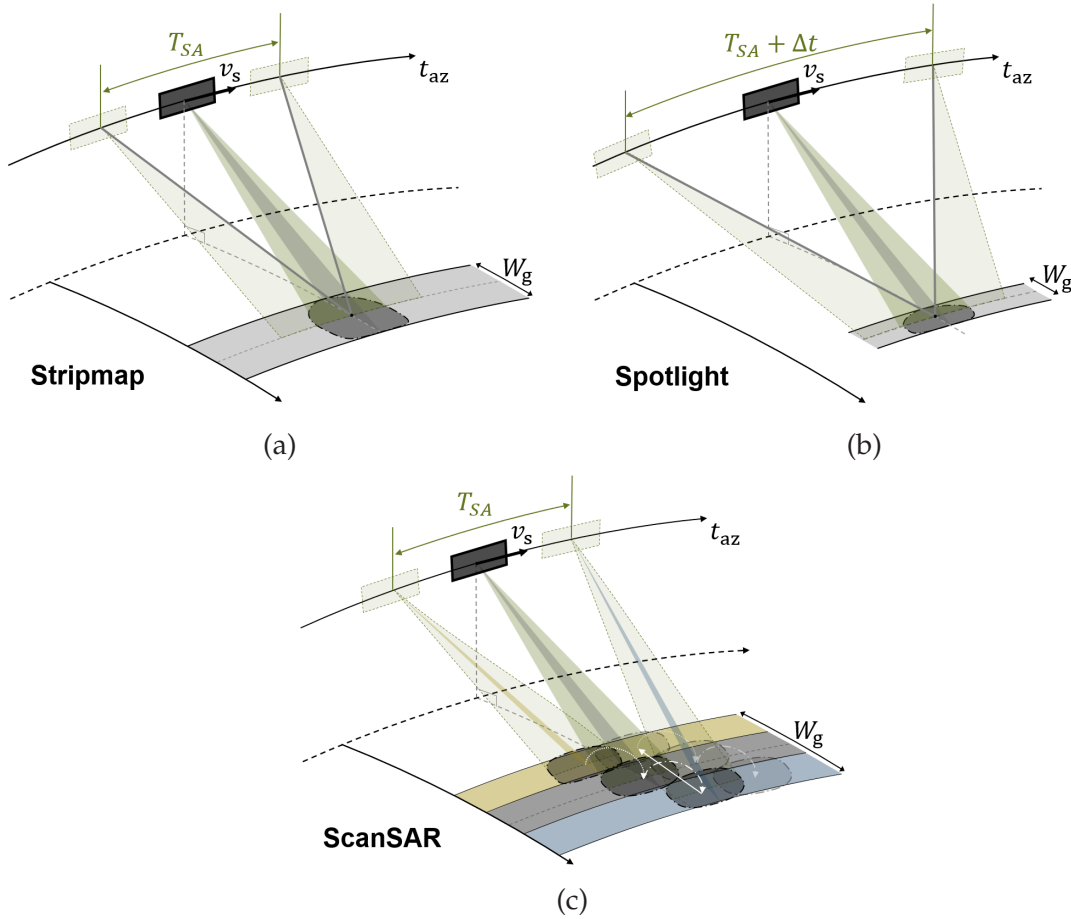 T_SA
v_s
t_az
W_g
Stripmap
(a)
T_SA + Δt
v_s
t_az
W_g
Spotlight
(b)
T_SA
v_s
t_az
W_g
ScanSAR
(c)